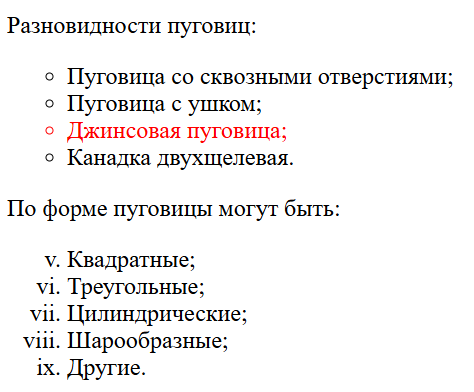 Разновидности пуговиц:
Пуговица со сквозными отверстиями;
Пуговица с ушком;
Джинсовая пуговица;
Канадка двухщелевая.
По форме пуговицы могут быть:
v. Квадратные;
vi. Треугольные;
vii. Цилиндрические;
viii. Шарообразные;
ix. Другие.